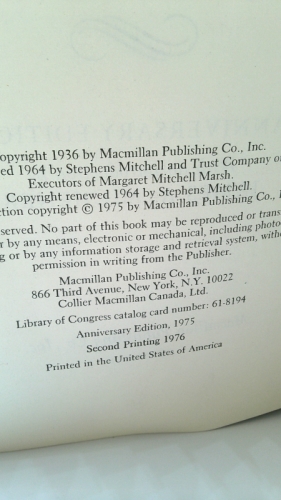 opyright 1936 by Macmillan Publishing Co., Inc.
ed 1964 by Stephens Mitchell and Trust Company
Executors of Margaret Mitchell Marsh.
Copyright renewed 1964 by Stephens Mitchell.
ction copyright © 1975 by Macmillan Publishing Co.,
served. No part of this book may be reproduced or trans
r by any means, electronic or mechanical, including photo
g or by any information storage and retrieval system, with
permission in writing from the Publisher.
Macmillan Publishing Co., Inc.
866 Third Avenue, New York, N.Y. 10022
Collier Macmillan Canada, Ltd.
Library of Congress catalog card number: 61-8194
Anniversary Edition, 1975
Second Printing 1976
Printed in the United States of America